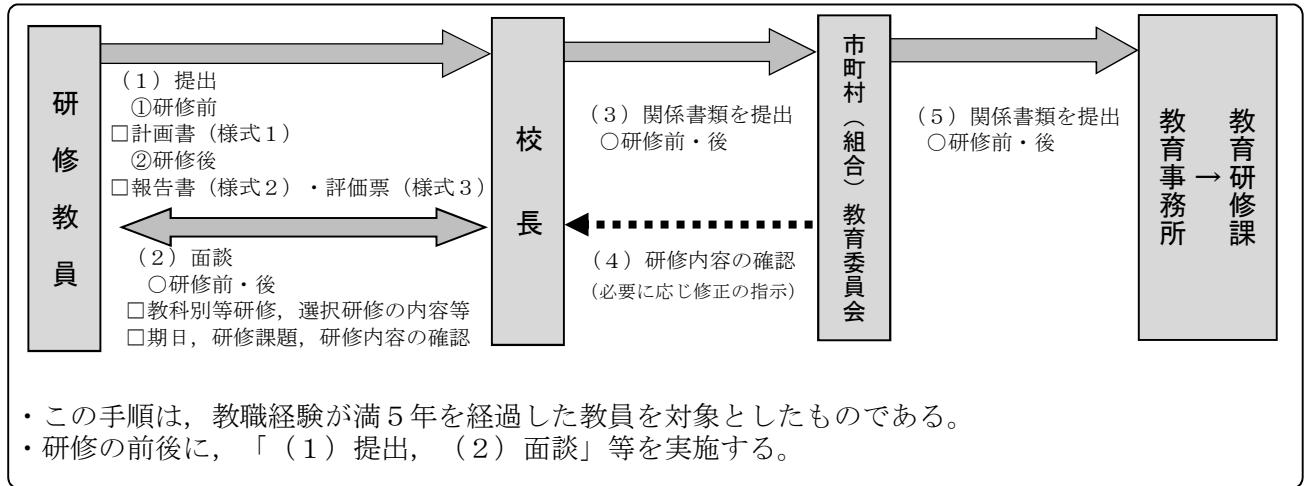 研修教員
(1)提出
①研修前
□計画書(様式1)
②研修後
□報告書(様式2)・評価票(様式3)
(2)面談
○研修前・後
□教科別等研修,選択研修の内容等
□期日,研修課題,研修内容の確認
校長
(3)関係書類を提出
○研修前・後
(4)研修内容の確認
(必要に応じ修正の指示)
市町村(組合)教育委員会
(5)関係書類を提出
○研修前・後
教育事務所
→
教育研修課
・この手順は,教職経験が満5年を経過した教員を対象としたものである。
・研修の前後に,「(1)提出,(2)面談」等を実施する。